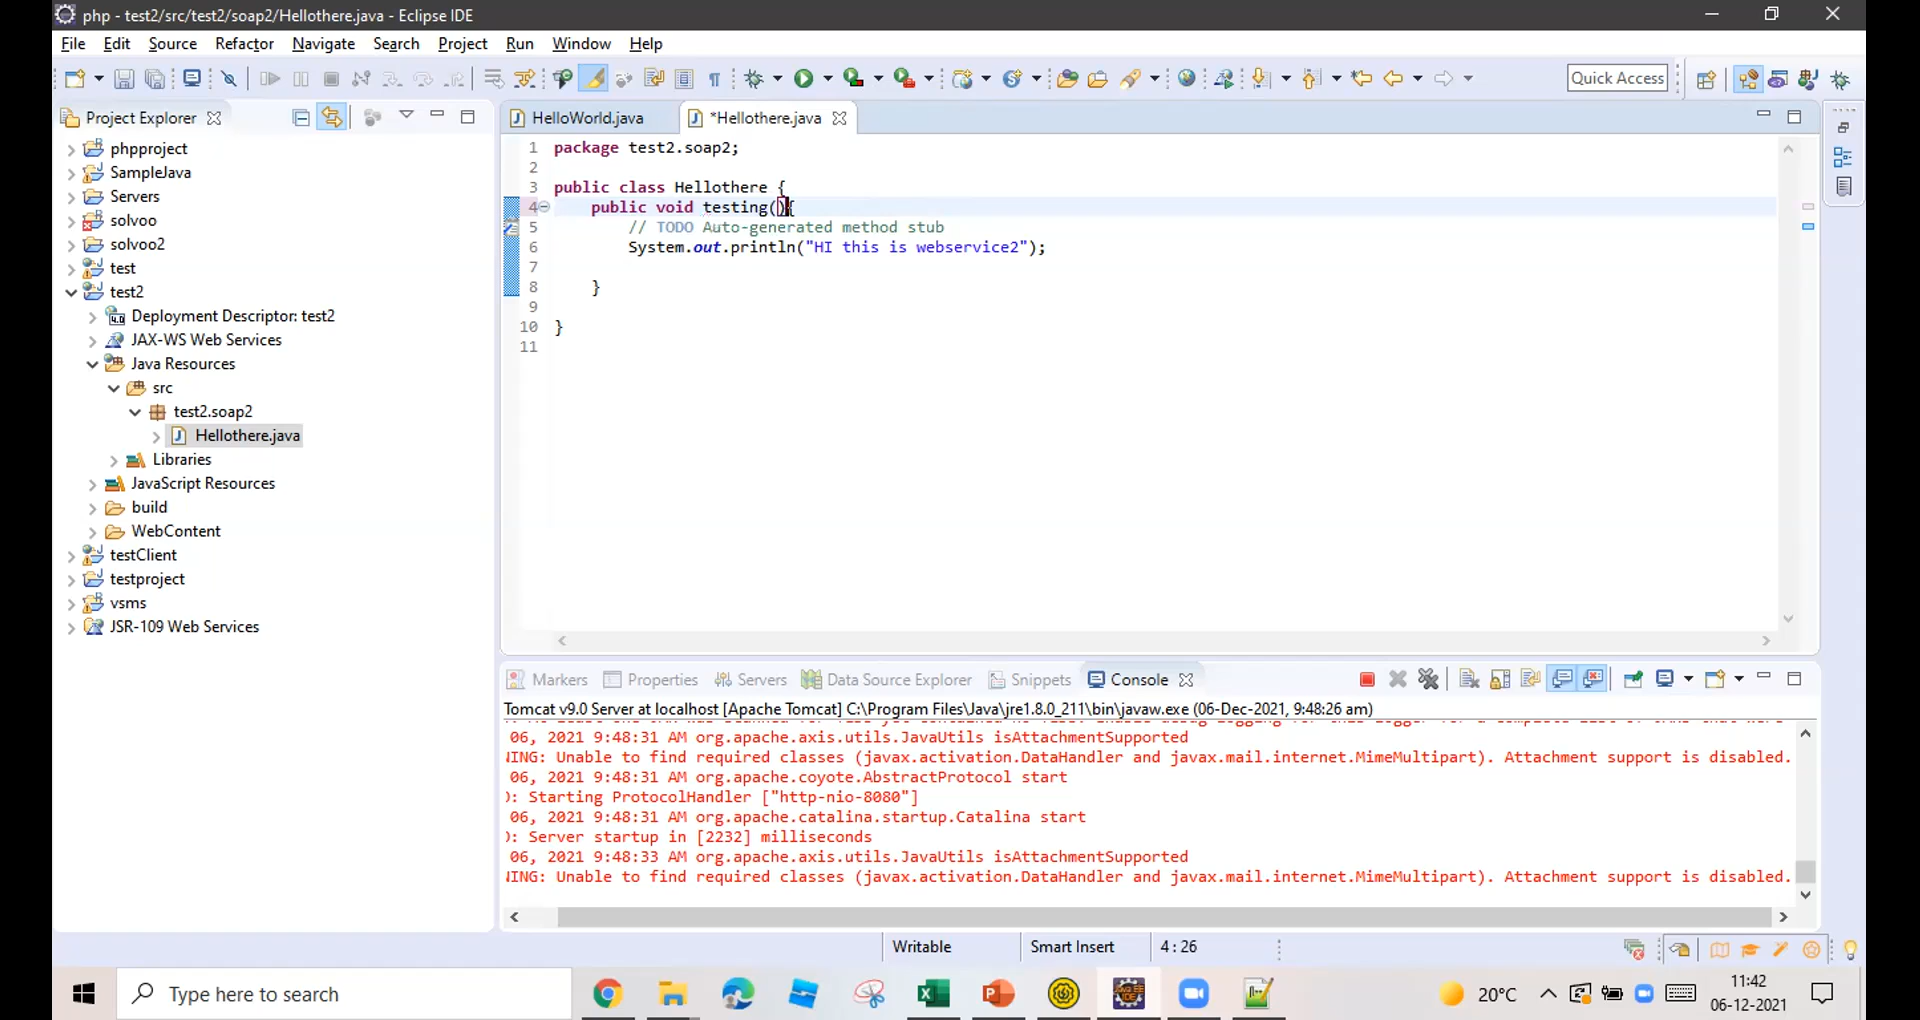 php - test2/src/test2/soap2/Hellothere.java - Eclipse IDE
File Edit Source Refactor Navigate Search Project Run Window Help
Quick Access
Project Explorer
HelloWorld.java
*Hellothere.java
phpproject
SampleJava
Servers
solvoo
solvoo2
test
test2
Deployment Descriptor: test2
JAX-WS Web Services
Java Resources
src
test2.soap2
Hellothere.java
Libraries
JavaScript Resources
build
WebContent
testClient
testproject
vsms
JSR-109 Web Services
1 package test2.soap2;
2
3 public class Hellothere {
4 public void testing(){
5 // TODO Auto-generated method stub
6 System.out.println("HI this is webservice2");
7
8 }
9
10 }
11
Markers Properties Servers Data Source Explorer Snippets Console
Tomcat v9.0 Server at localhost [Apache Tomcat] C:\Program Files\Java\jre1.8.0_211\bin\javaw.exe (06-Dec-2021, 9:48:26 am)
06, 2021 9:48:31 AM org.apache.axis.utils.JavaUtils isAttachmentSupported
NING: Unable to find required classes (javax.activation.DataHandler and javax.mail.internet.MimeMultipart). Attachment support is disabled.
06, 2021 9:48:31 AM org.apache.coyote.AbstractProtocol start
): Starting ProtocolHandler ["http-nio-8080"]
06, 2021 9:48:31 AM org.apache.catalina.startup.Catalina start
): Server startup in [2232] milliseconds
06, 2021 9:48:33 AM org.apache.axis.utils.JavaUtils isAttachmentSupported
NING: Unable to find required classes (javax.activation.DataHandler and javax.mail.internet.MimeMultipart). Attachment support is disabled.
Writable Smart Insert 4 : 26
Type here to search
20°C
11:42
06-12-2021